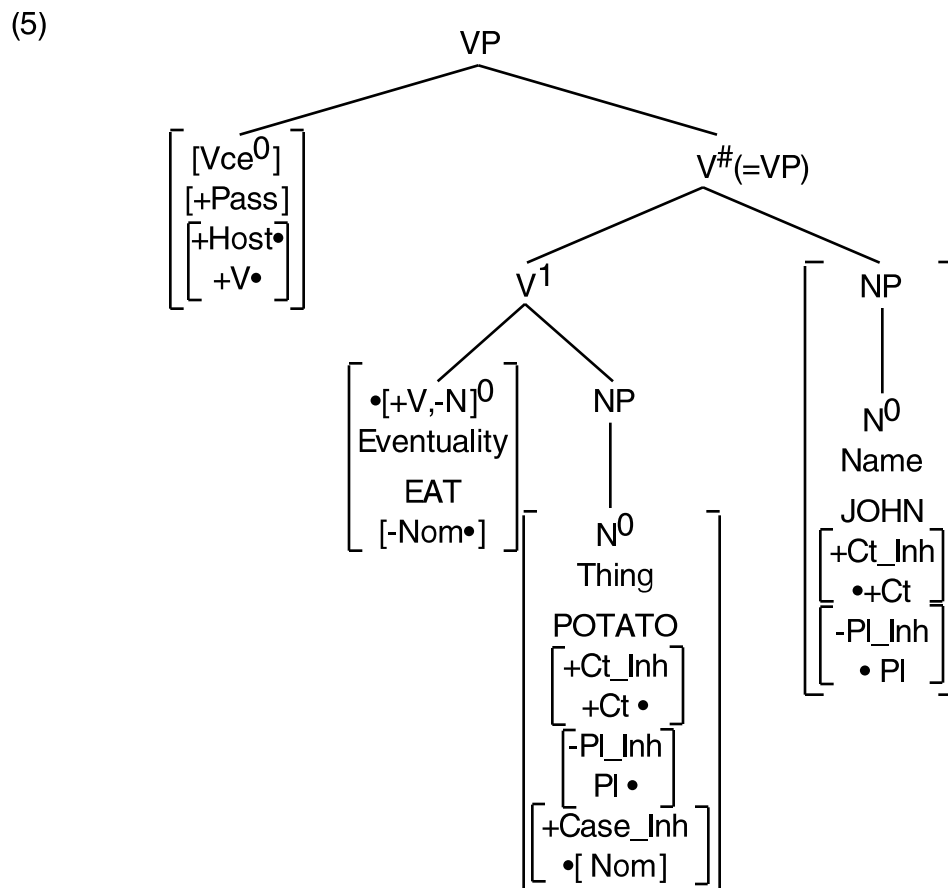 (5)
VP
[Vce⁰]
[+Pass]
+Host•
+V•
V#(=VP)
V¹
NP
N⁰
Name
JOHN
+Ct_Inh
•+Ct
-Pl_Inh
• Pl
•[+V,-N]⁰
Eventuality
EAT
[-Nom•]
NP
N⁰
Thing
POTATO
+Ct_Inh
+Ct •
-Pl_Inh
Pl •
+Case_Inh
•[ Nom]